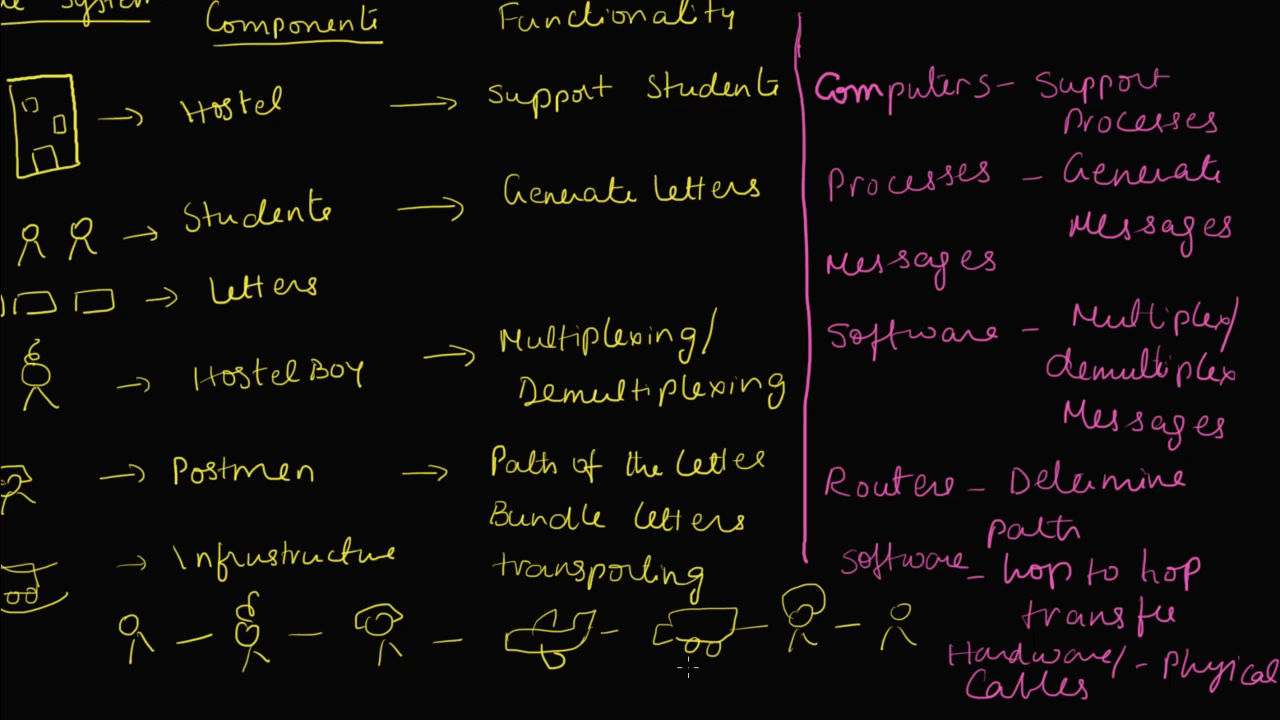 System
Components Functionality
Hostel support students
Students Generate letters
letters
Hostel Boy Multiplexing/
Demultiplexing
Postmen Path of the letter
Bundle letters
Infrustructure transporting
Computers - Support
Processes
Processes - Generate
Messages
Messages
Software - Multiplex/
demultiplex
Messages
Routers - Determine
path
software - hop to hop
transfer
Hardware/ - Physical
Cables